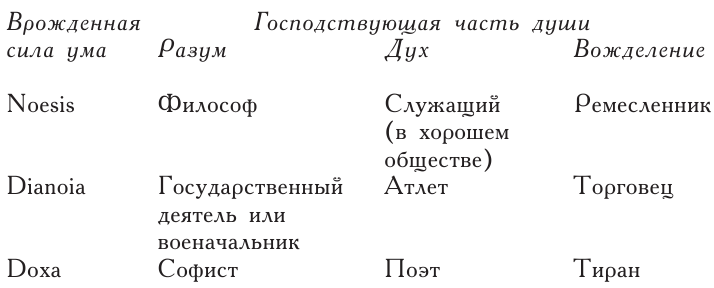 Врожденная Господствующая часть души
сила ума Разум Дух Вожделение
Noesis Философ Служащий Ремесленник
(в хорошем
обществе)
Dianoia Государственный Атлет Торговец
деятель или
военачальник
Doxa Софист Поэт Тиран